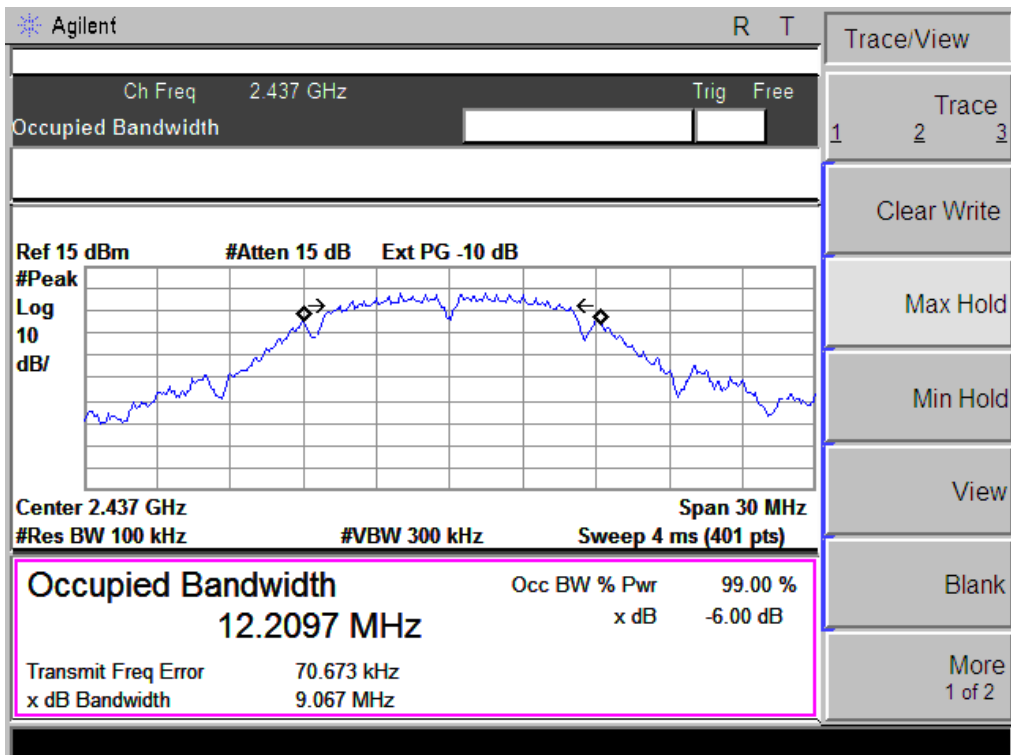 Agilent R T
Ch Freq 2.437 GHz Trig Free
Occupied Bandwidth
Ref 15 dBm #Atten 15 dB Ext PG -10 dB
#Peak
Log
10
dB/
Center 2.437 GHz Span 30 MHz
#Res BW 100 kHz #VBW 300 kHz Sweep 4 ms (401 pts)
Occupied Bandwidth Occ BW % Pwr 99.00 %
12.2097 MHz x dB -6.00 dB
Transmit Freq Error 70.673 kHz
x dB Bandwidth 9.067 MHz
Trace/View
Trace
1 2 3
Clear Write
Max Hold
Min Hold
View
Blank
More
1 of 2